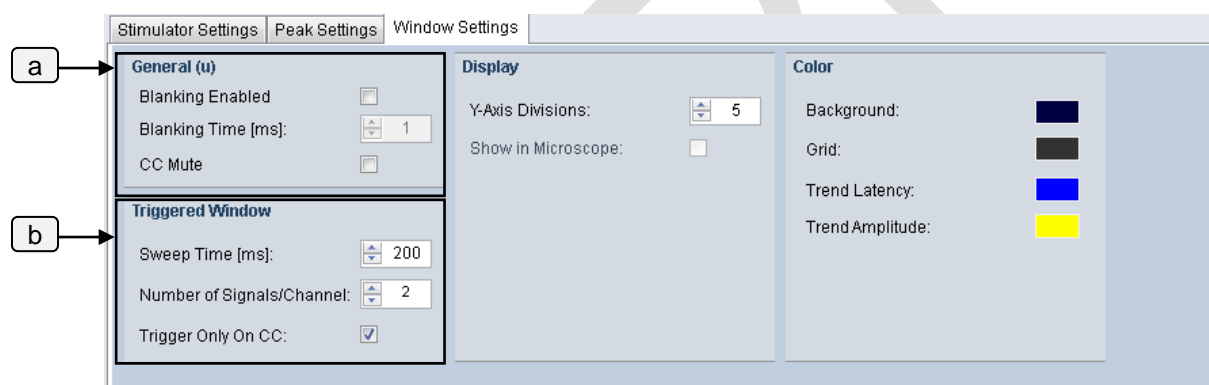 Stimulator Settings Peak Settings Window Settings
a
General (u)
Blanking Enabled
Blanking Time [ms]: 1
CC Mute
b
Triggered Window
Sweep Time [ms]: 200
Number of Signals/Channel: 2
Trigger Only On CC:
Display
Y-Axis Divisions: 5
Show in Microscope:
Color
Background:
Grid:
Trend Latency:
Trend Amplitude: